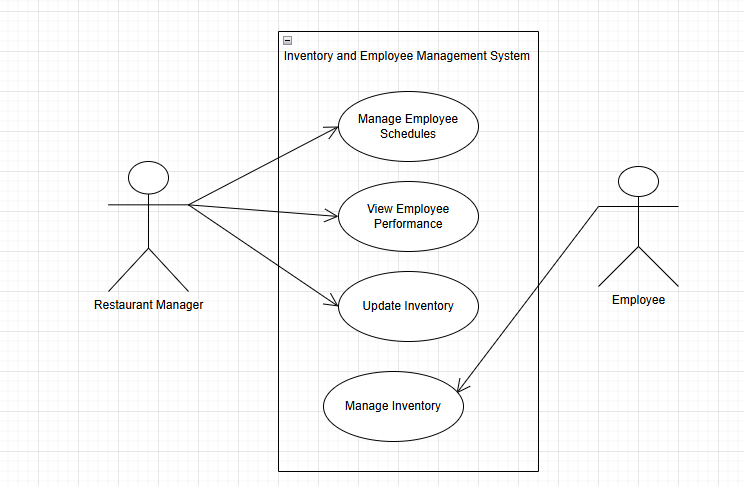 Inventory and Employee Management System
Manage Employee
Schedules
View Employee
Performance
Update Inventory
Restaurant Manager
Employee
Manage Inventory